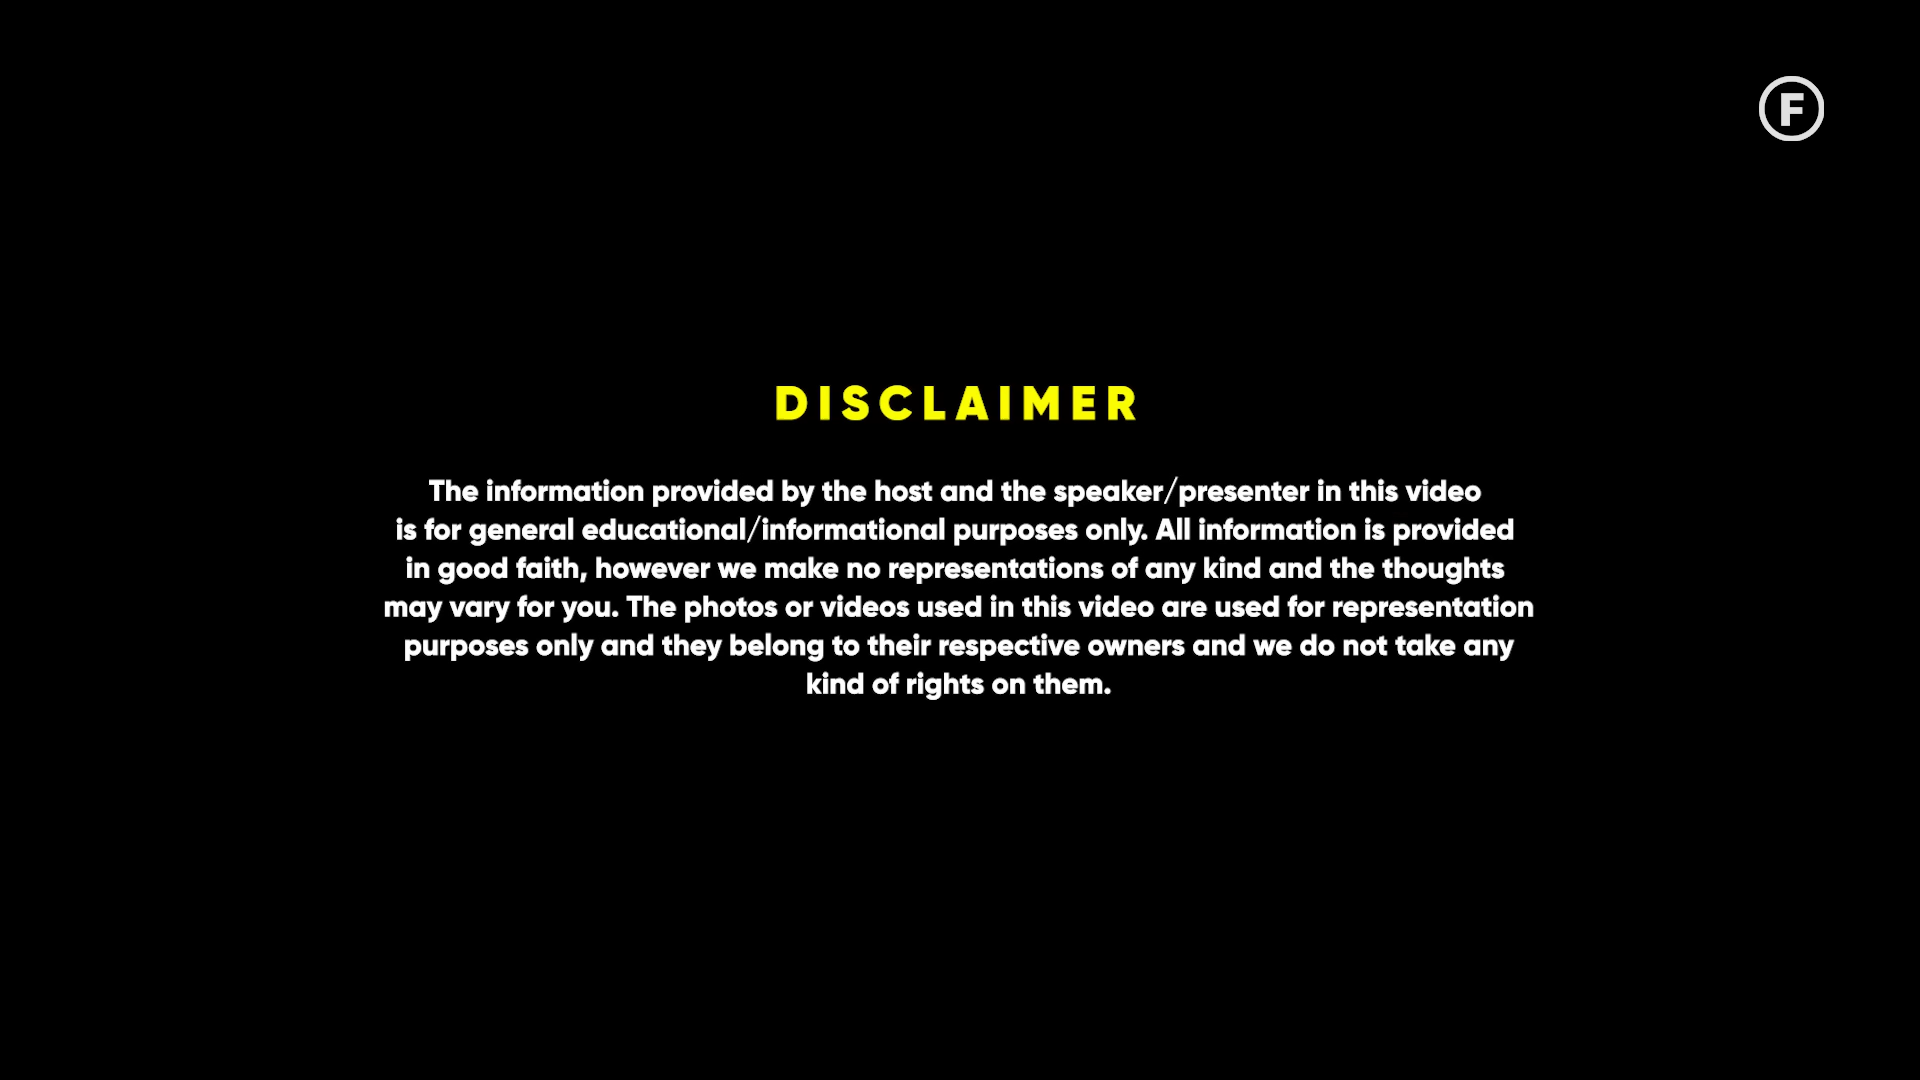 F
DISCLAIMER
The information provided by the host and the speaker/presenter in this video
is for general educational/informational purposes only. All information is provided
in good faith, however we make no representations of any kind and the thoughts
may vary for you. The photos or videos used in this video are used for representation
purposes only and they belong to their respective owners and we do not take any
kind of rights on them.